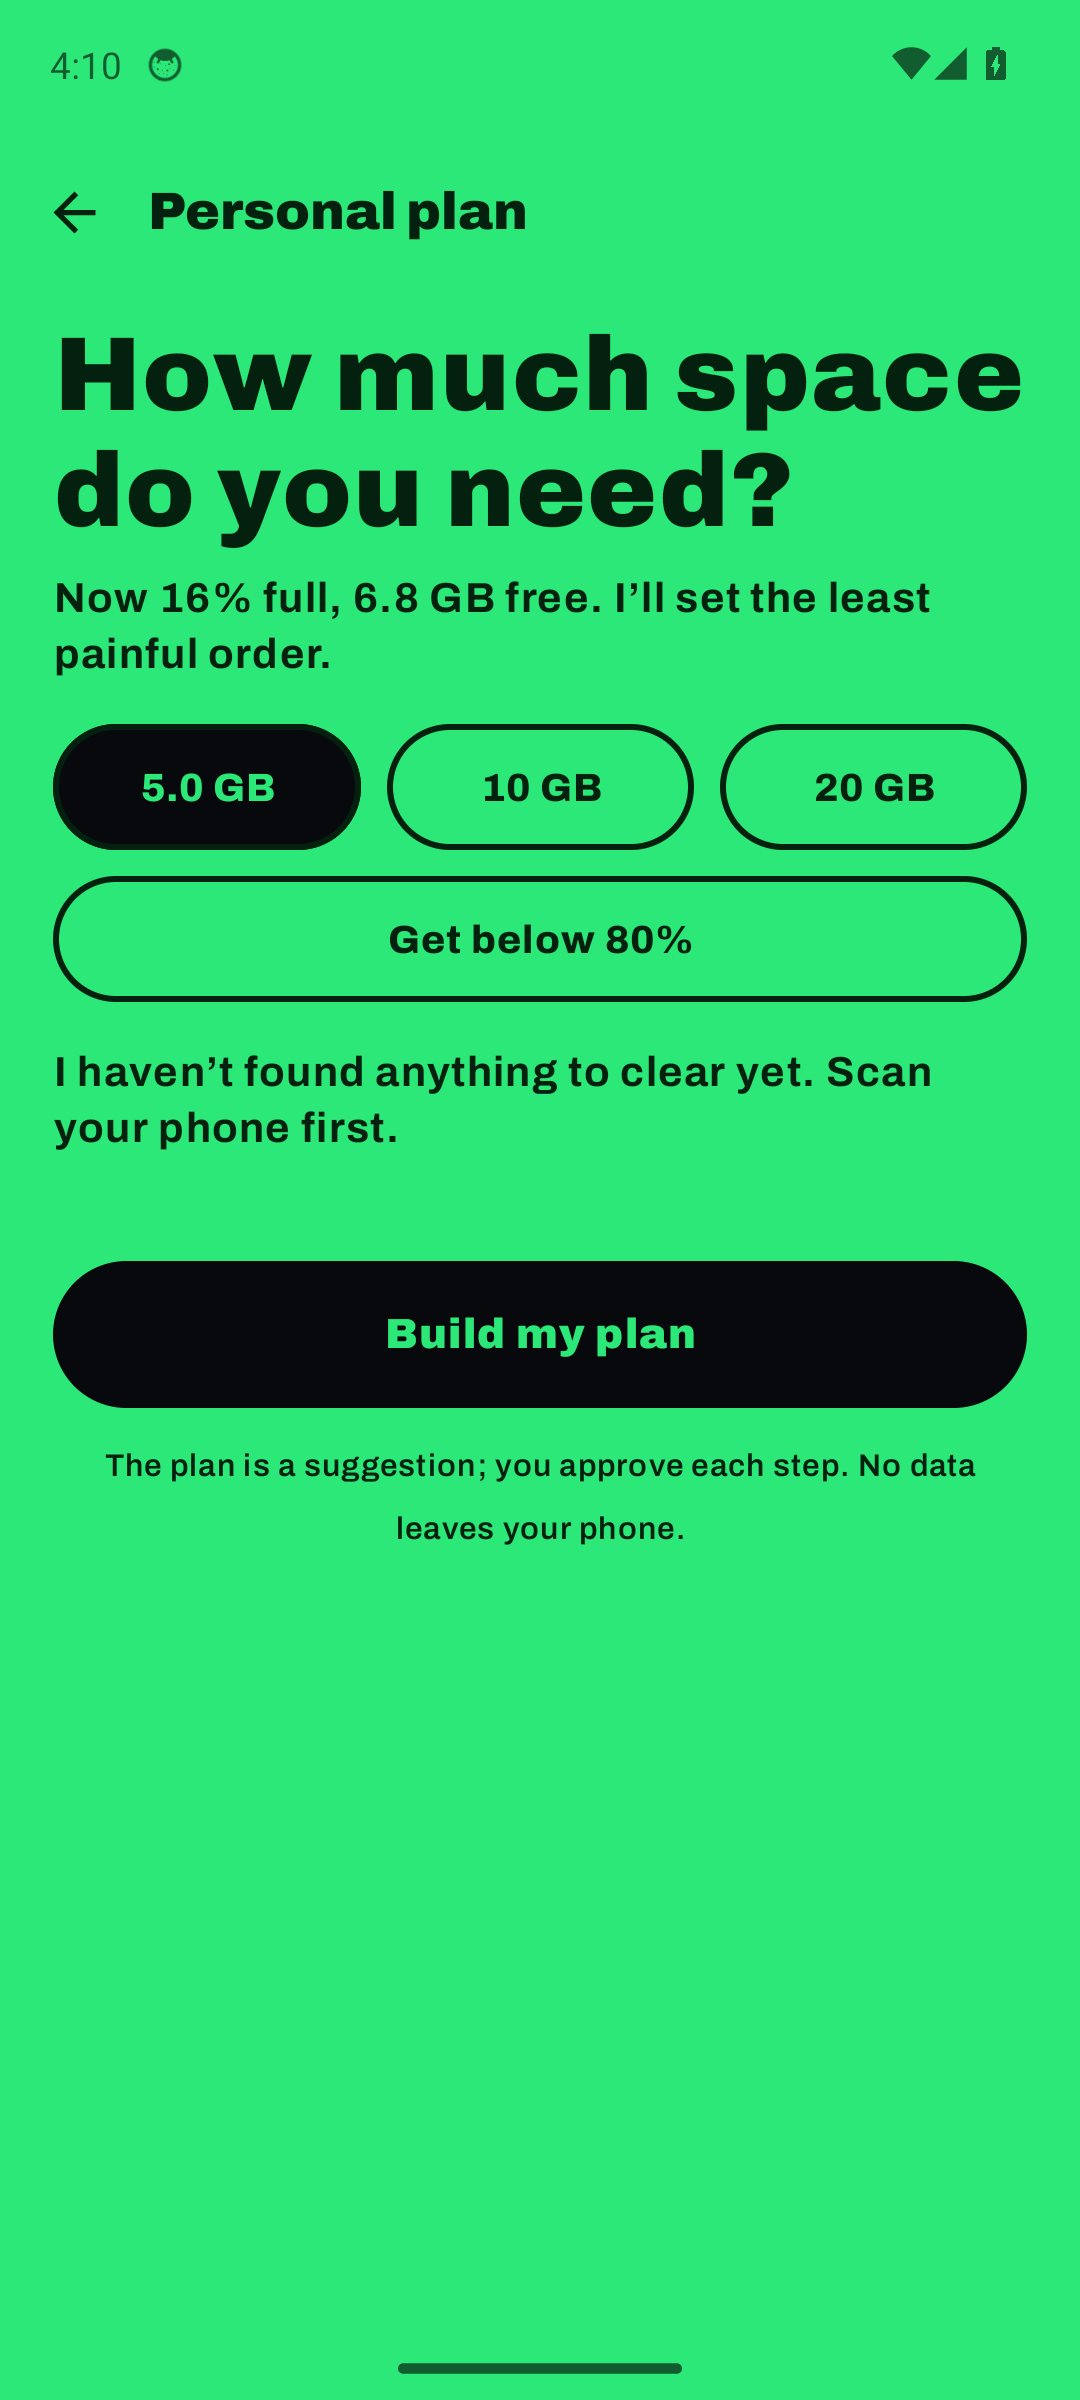 4:10
Personal plan
How much space
do you need?
Now 16% full, 6.8 GB free. I’ll set the least
painful order.
5.0 GB
10 GB
20 GB
Get below 80%
I haven’t found anything to clear yet. Scan
your phone first.
Build my plan
The plan is a suggestion; you approve each step. No data
leaves your phone.